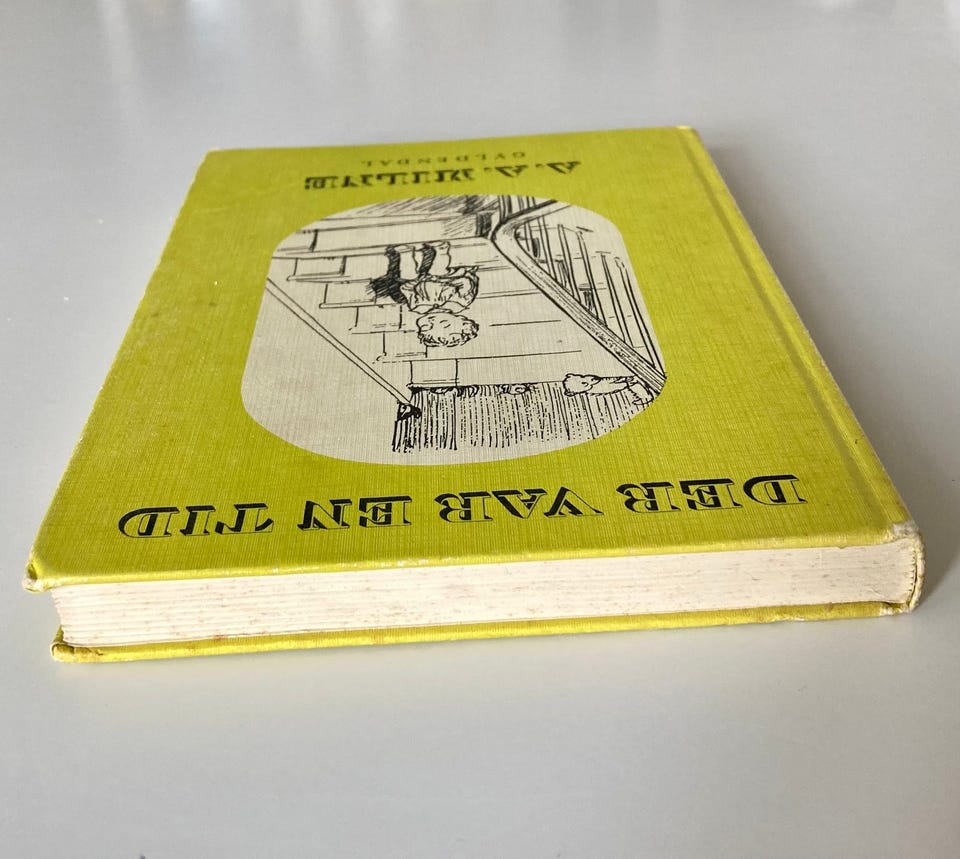 DER VAR EN TID
A. A. MILNE
GYLDENDAL